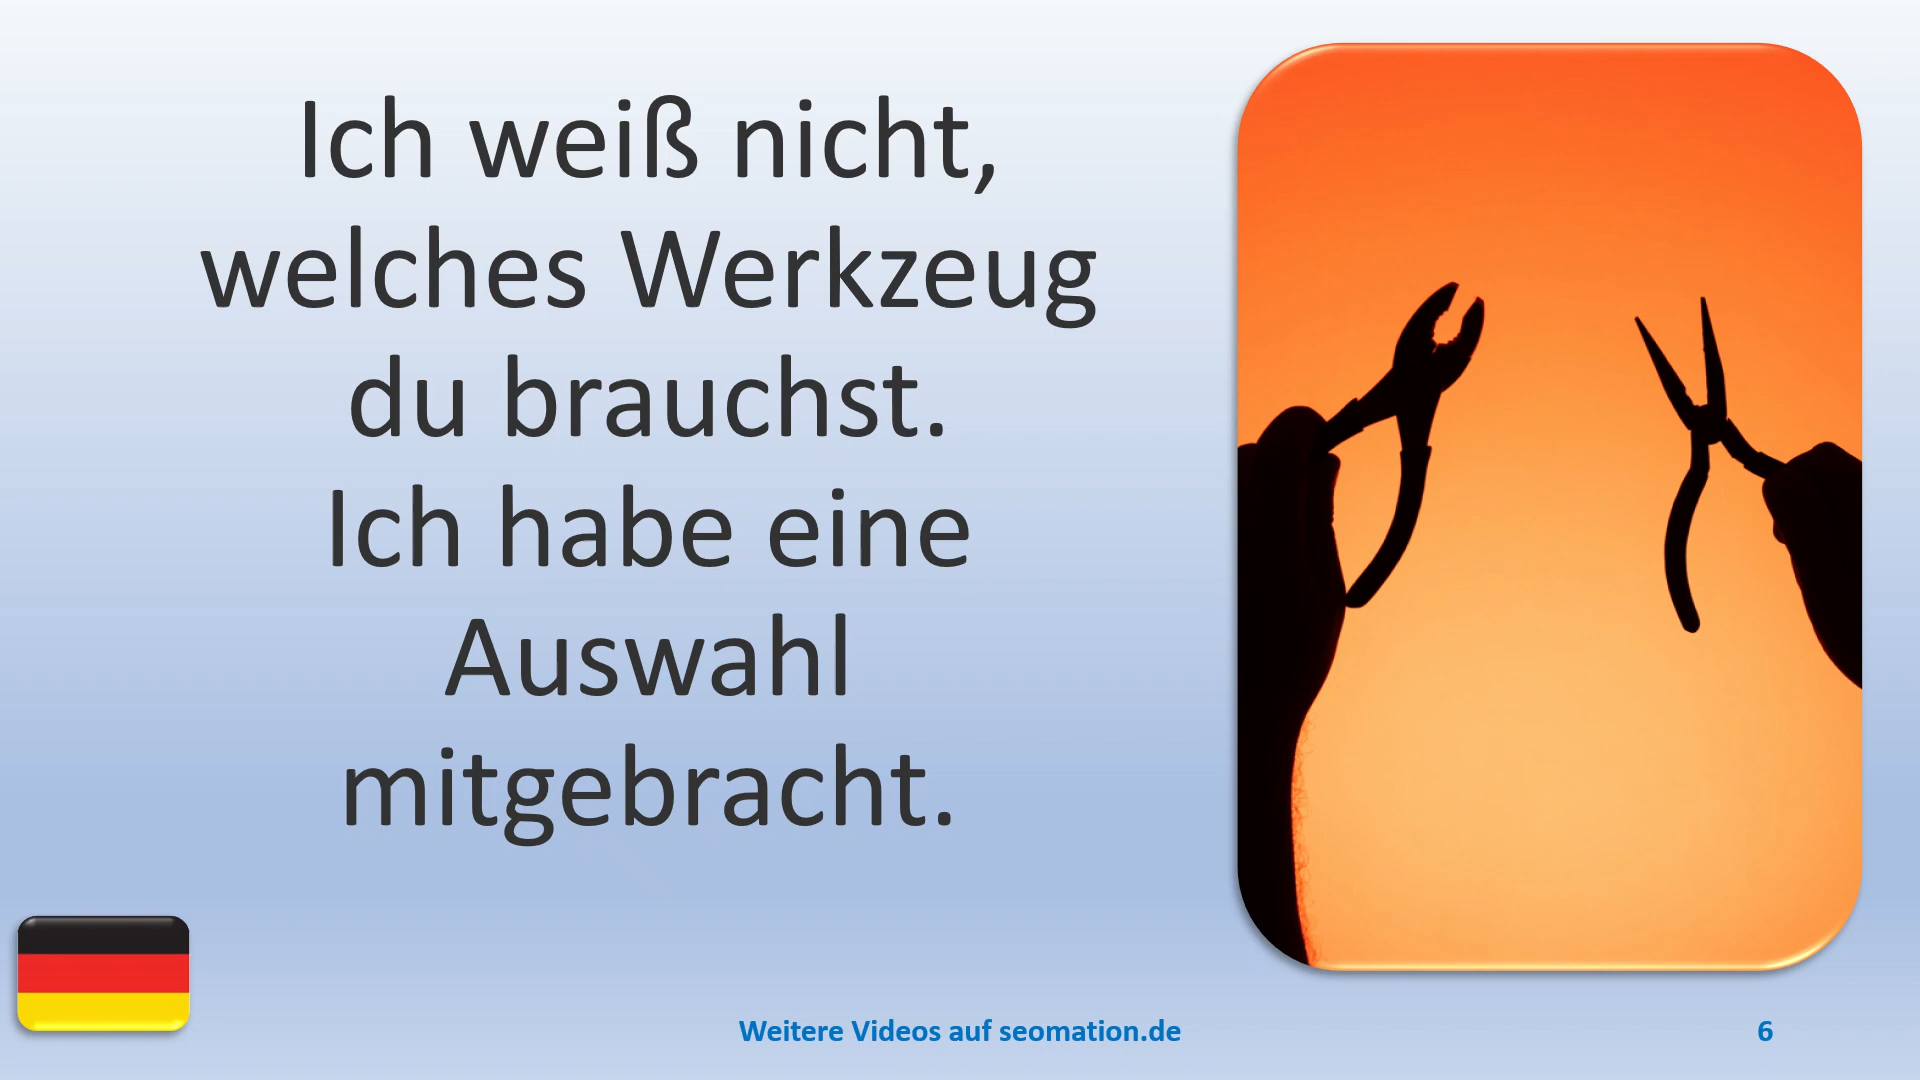 Ich weiß nicht,
welches Werkzeug
du brauchst.
Ich habe eine
Auswahl
mitgebracht.
Weitere Videos auf seomation.de
6